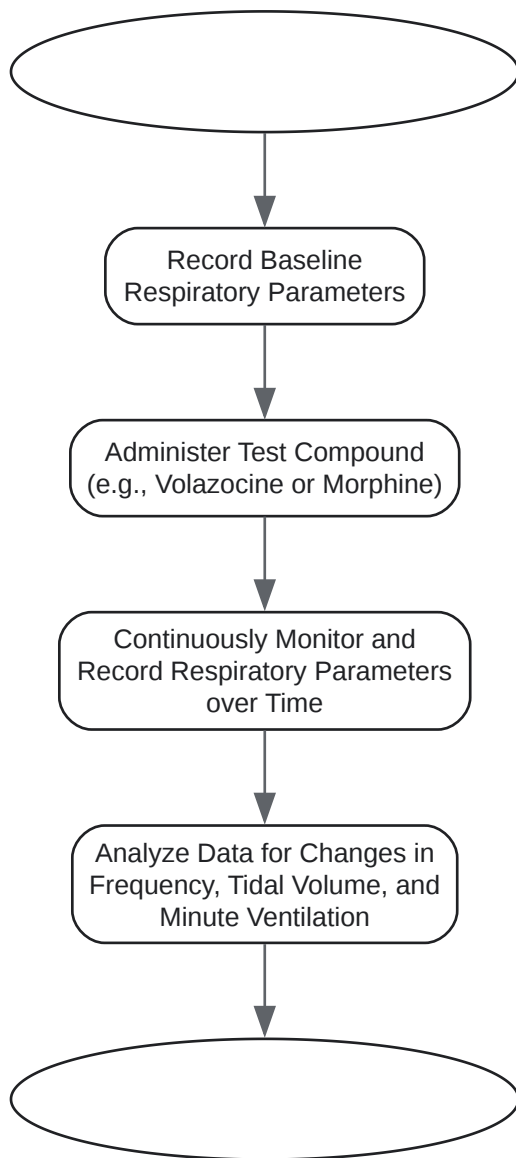 Record Baseline
Respiratory Parameters
Administer Test Compound
(e.g., Volazocine or Morphine)
Continuously Monitor and
Record Respiratory Parameters
over Time
Analyze Data for Changes in
Frequency, Tidal Volume, and
Minute Ventilation